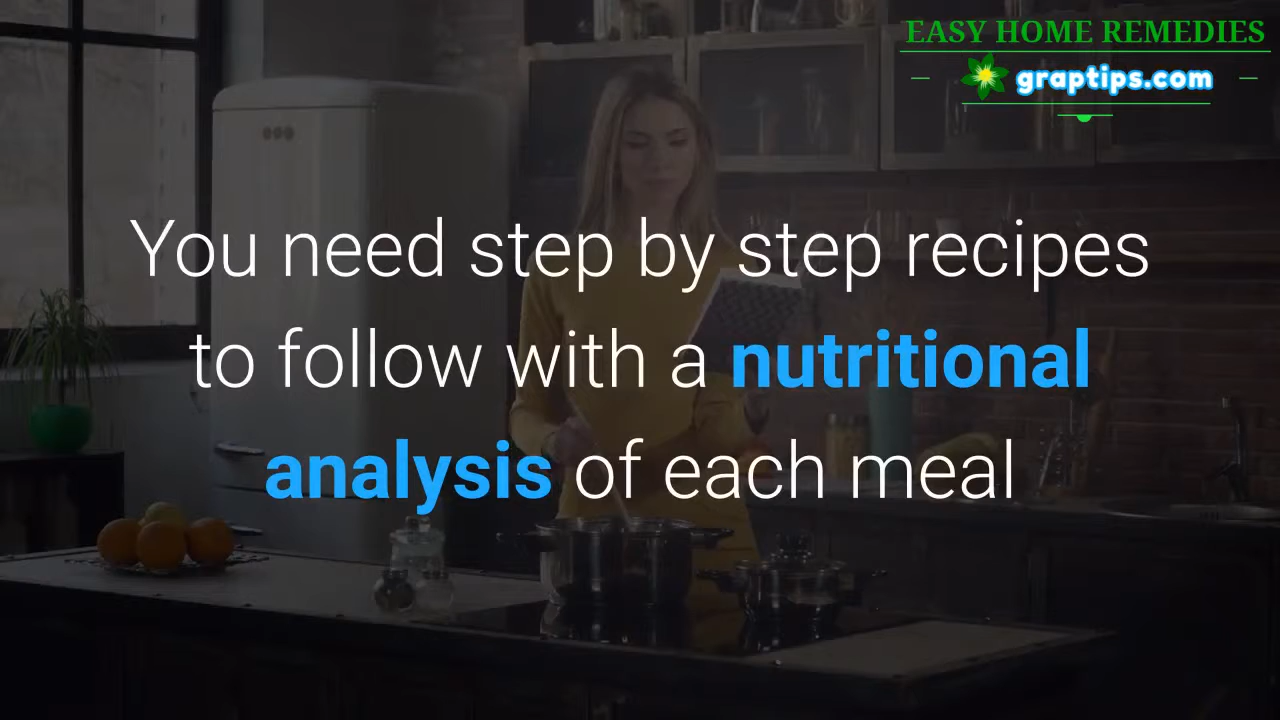 EASY HOME REMEDIES
graptips.com
You need step by step recipes
to follow with a nutritional
analysis of each meal